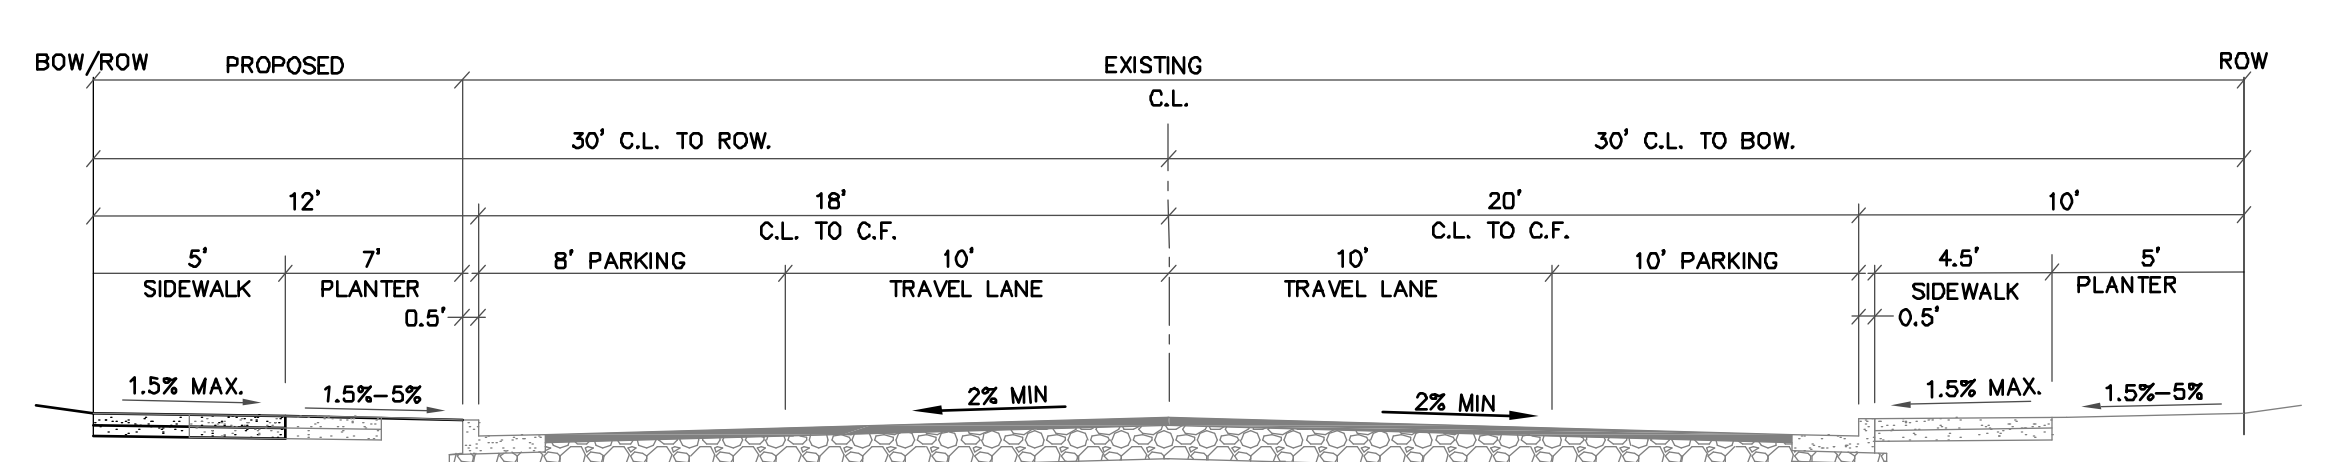 BOW/ROW PROPOSED EXISTING ROW
C.L.
30' C.L. TO ROW. 30' C.L. TO BOW.
12' 18' 20' 10'
C.L. TO C.F. C.L. TO C.F.
5' 7' 8' PARKING 10' 10' 10' PARKING 4.5' 5'
SIDEWALK PLANTER TRAVEL LANE TRAVEL LANE SIDEWALK PLANTER
0.5' 0.5'
1.5% MAX. 1.5%-5% 2% MIN 2% MIN 1.5% MAX. 1.5%-5%